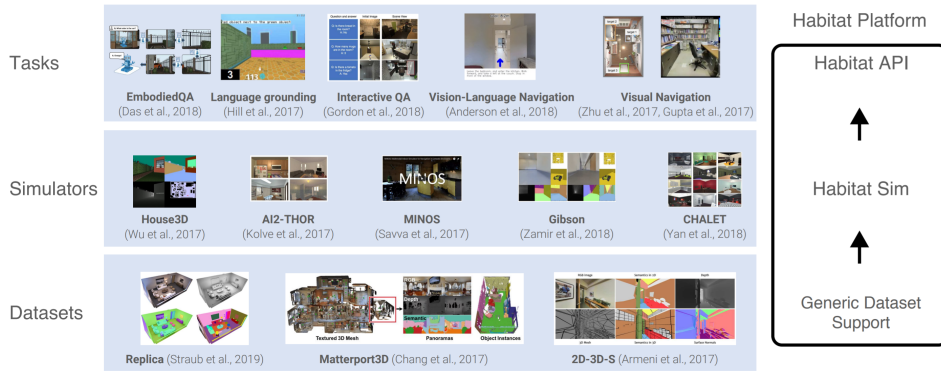 Tasks
EmbodiedQA
(Das et al., 2018)
Language grounding
(Hill et al., 2017)
Interactive QA
(Gordon et al., 2018)
Vision-Language Navigation
(Anderson et al., 2018)
Visual Navigation
(Zhu et al., 2017, Gupta et al., 2017)
Simulators
MINOS
House3D
(Wu et al., 2017)
AI2-THOR
(Kolve et al., 2017)
MINOS
(Savva et al., 2017)
Gibson
(Zamir et al., 2018)
CHALET
(Yan et al., 2018)
Datasets
RGB
Depth
Semantic
Textured 3D Mesh
Panoramas
Object Instances
Replica (Straub et al., 2019)
Matterport3D (Chang et al., 2017)
2D-3D-S (Armeni et al., 2017)
Habitat Platform
Habitat API
Habitat Sim
Generic Dataset
Support